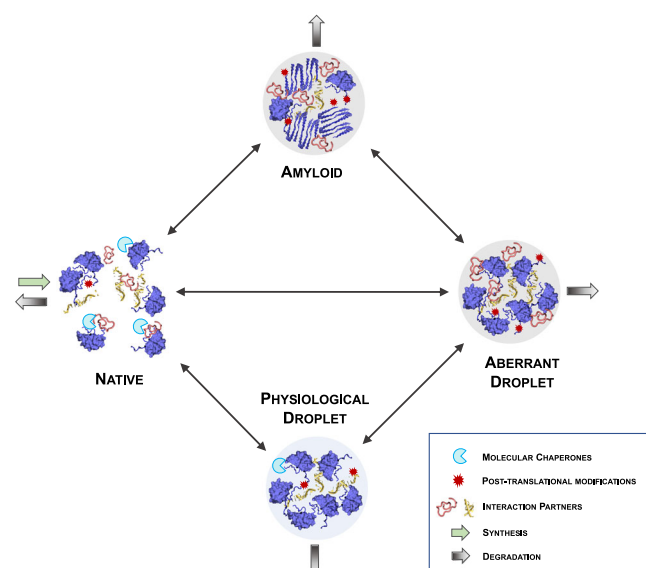 AMYLOID
NATIVE
ABERRANT
DROPLET
PHYSIOLOGICAL
DROPLET
MOLECULAR CHAPERONES
POST-TRANSLATIONAL MODIFICATIONS
INTERACTION PARTNERS
SYNTHESIS
DEGRADATION